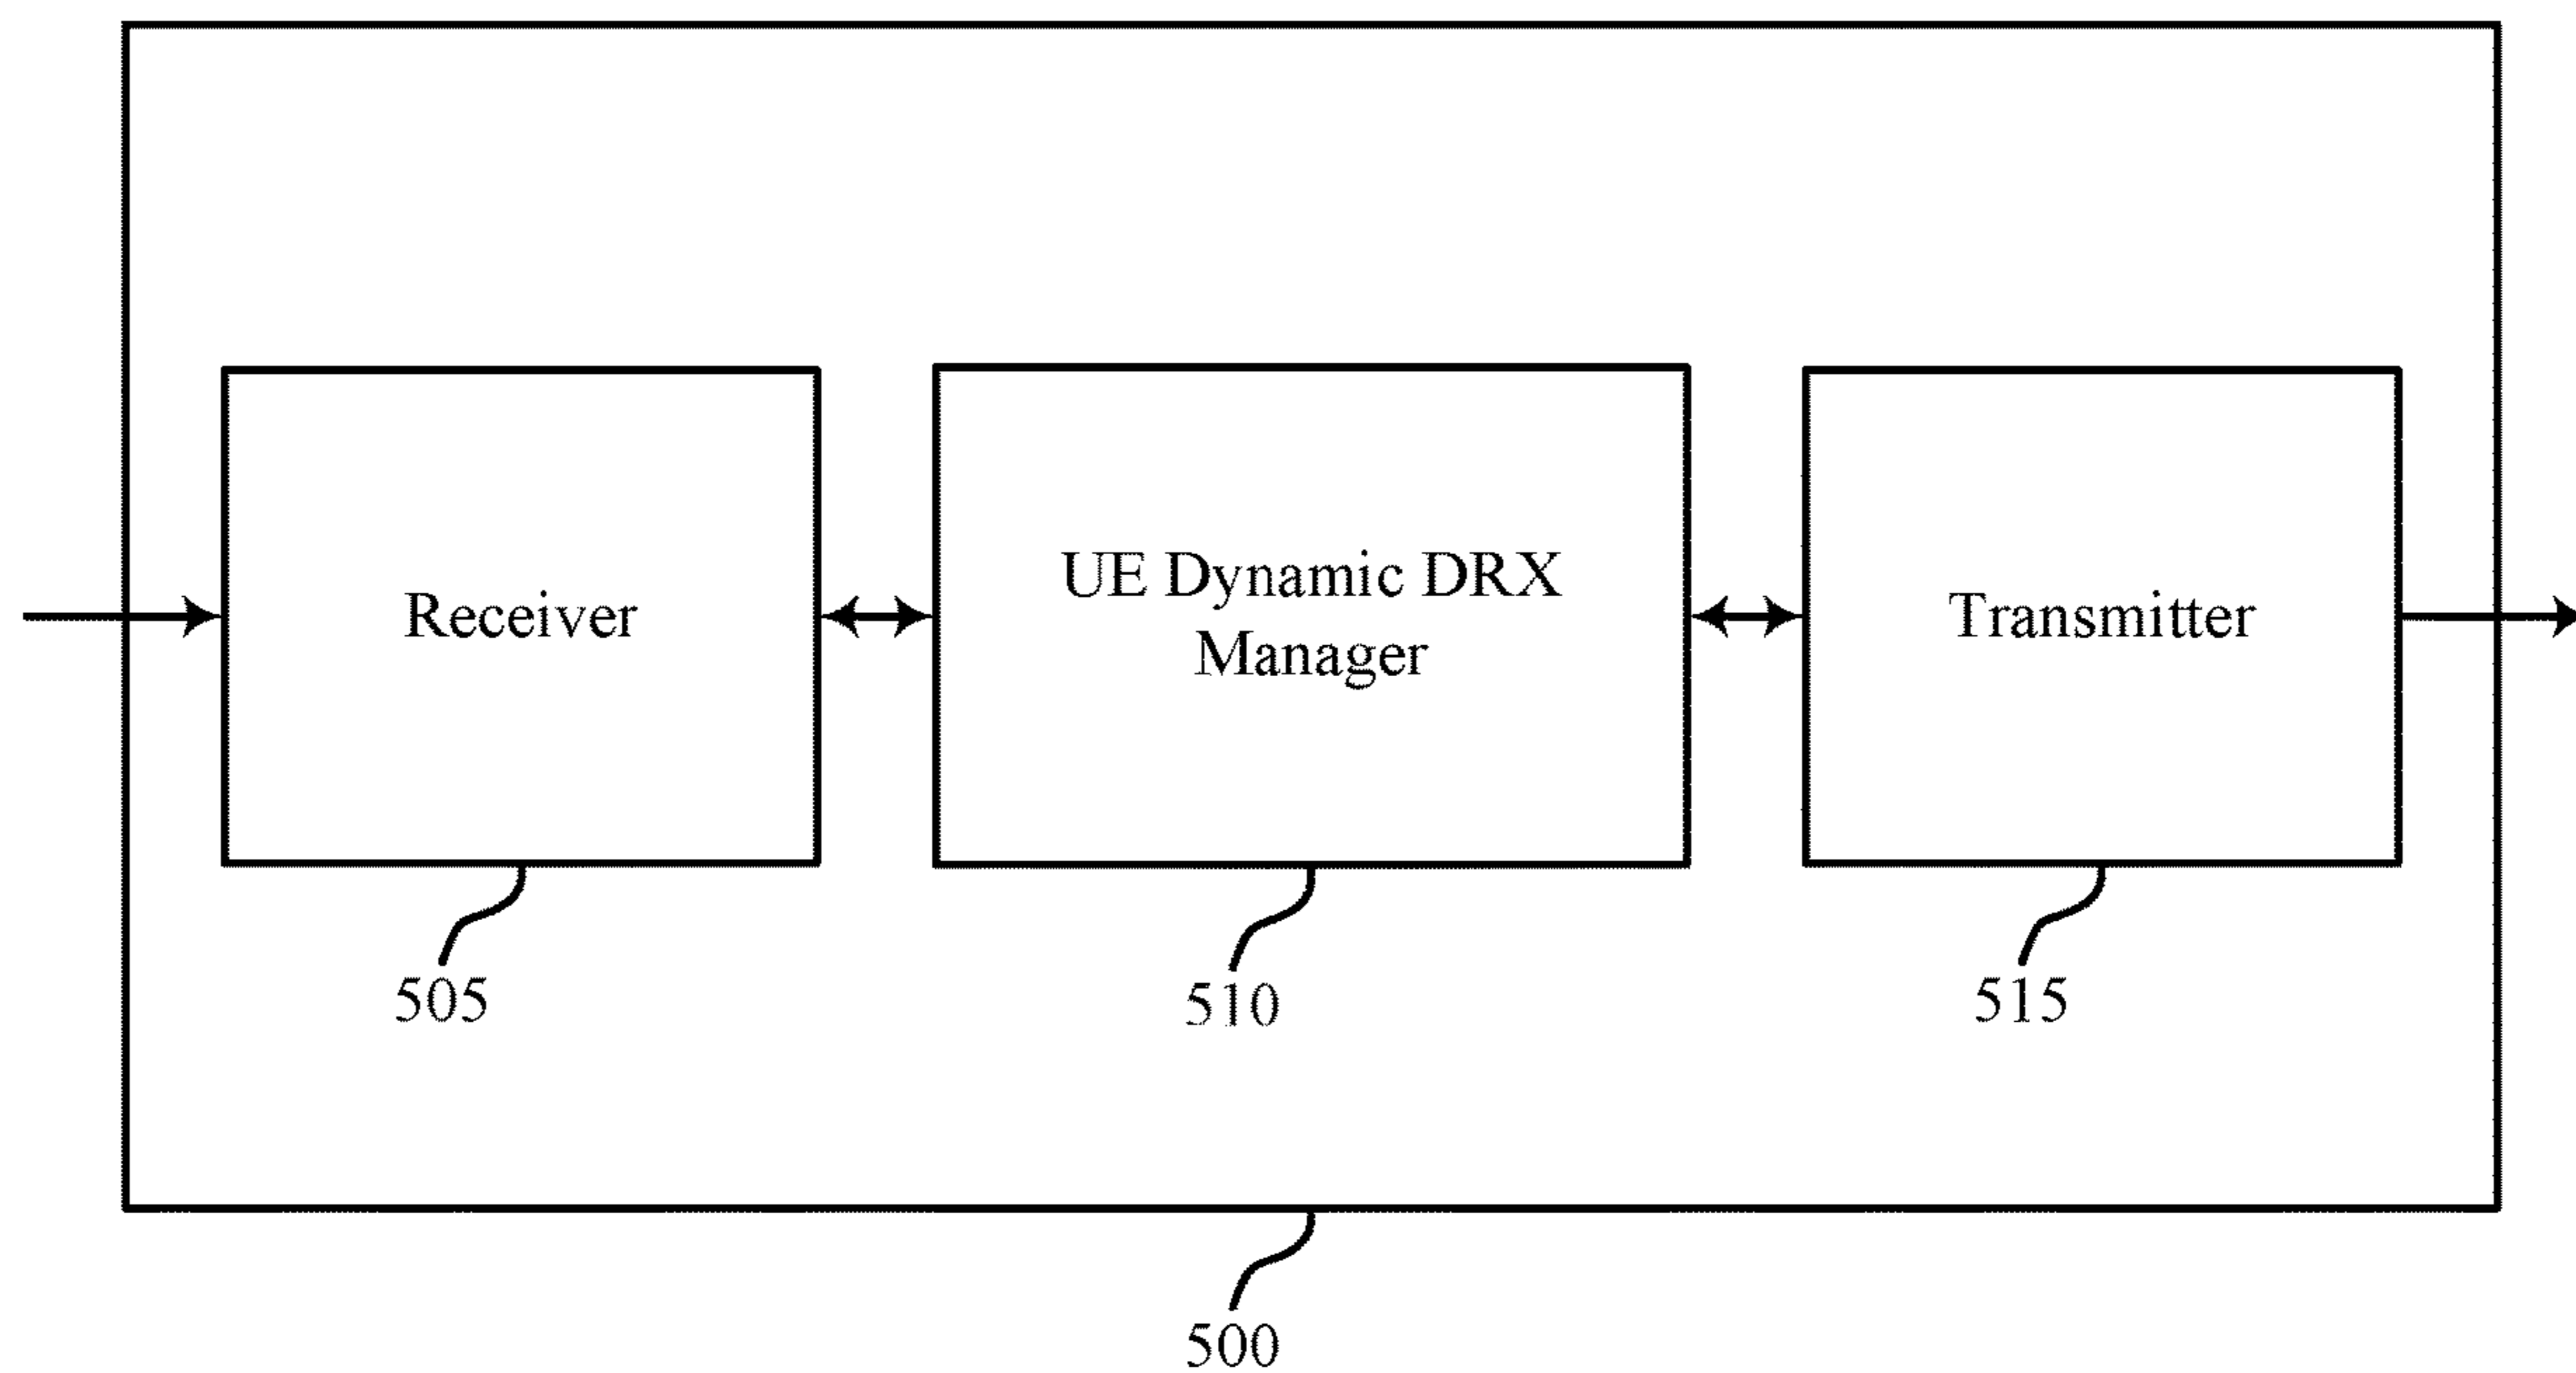 Receiver
UE Dynamic DRX
Manager
Transmitter
505
510
515
500